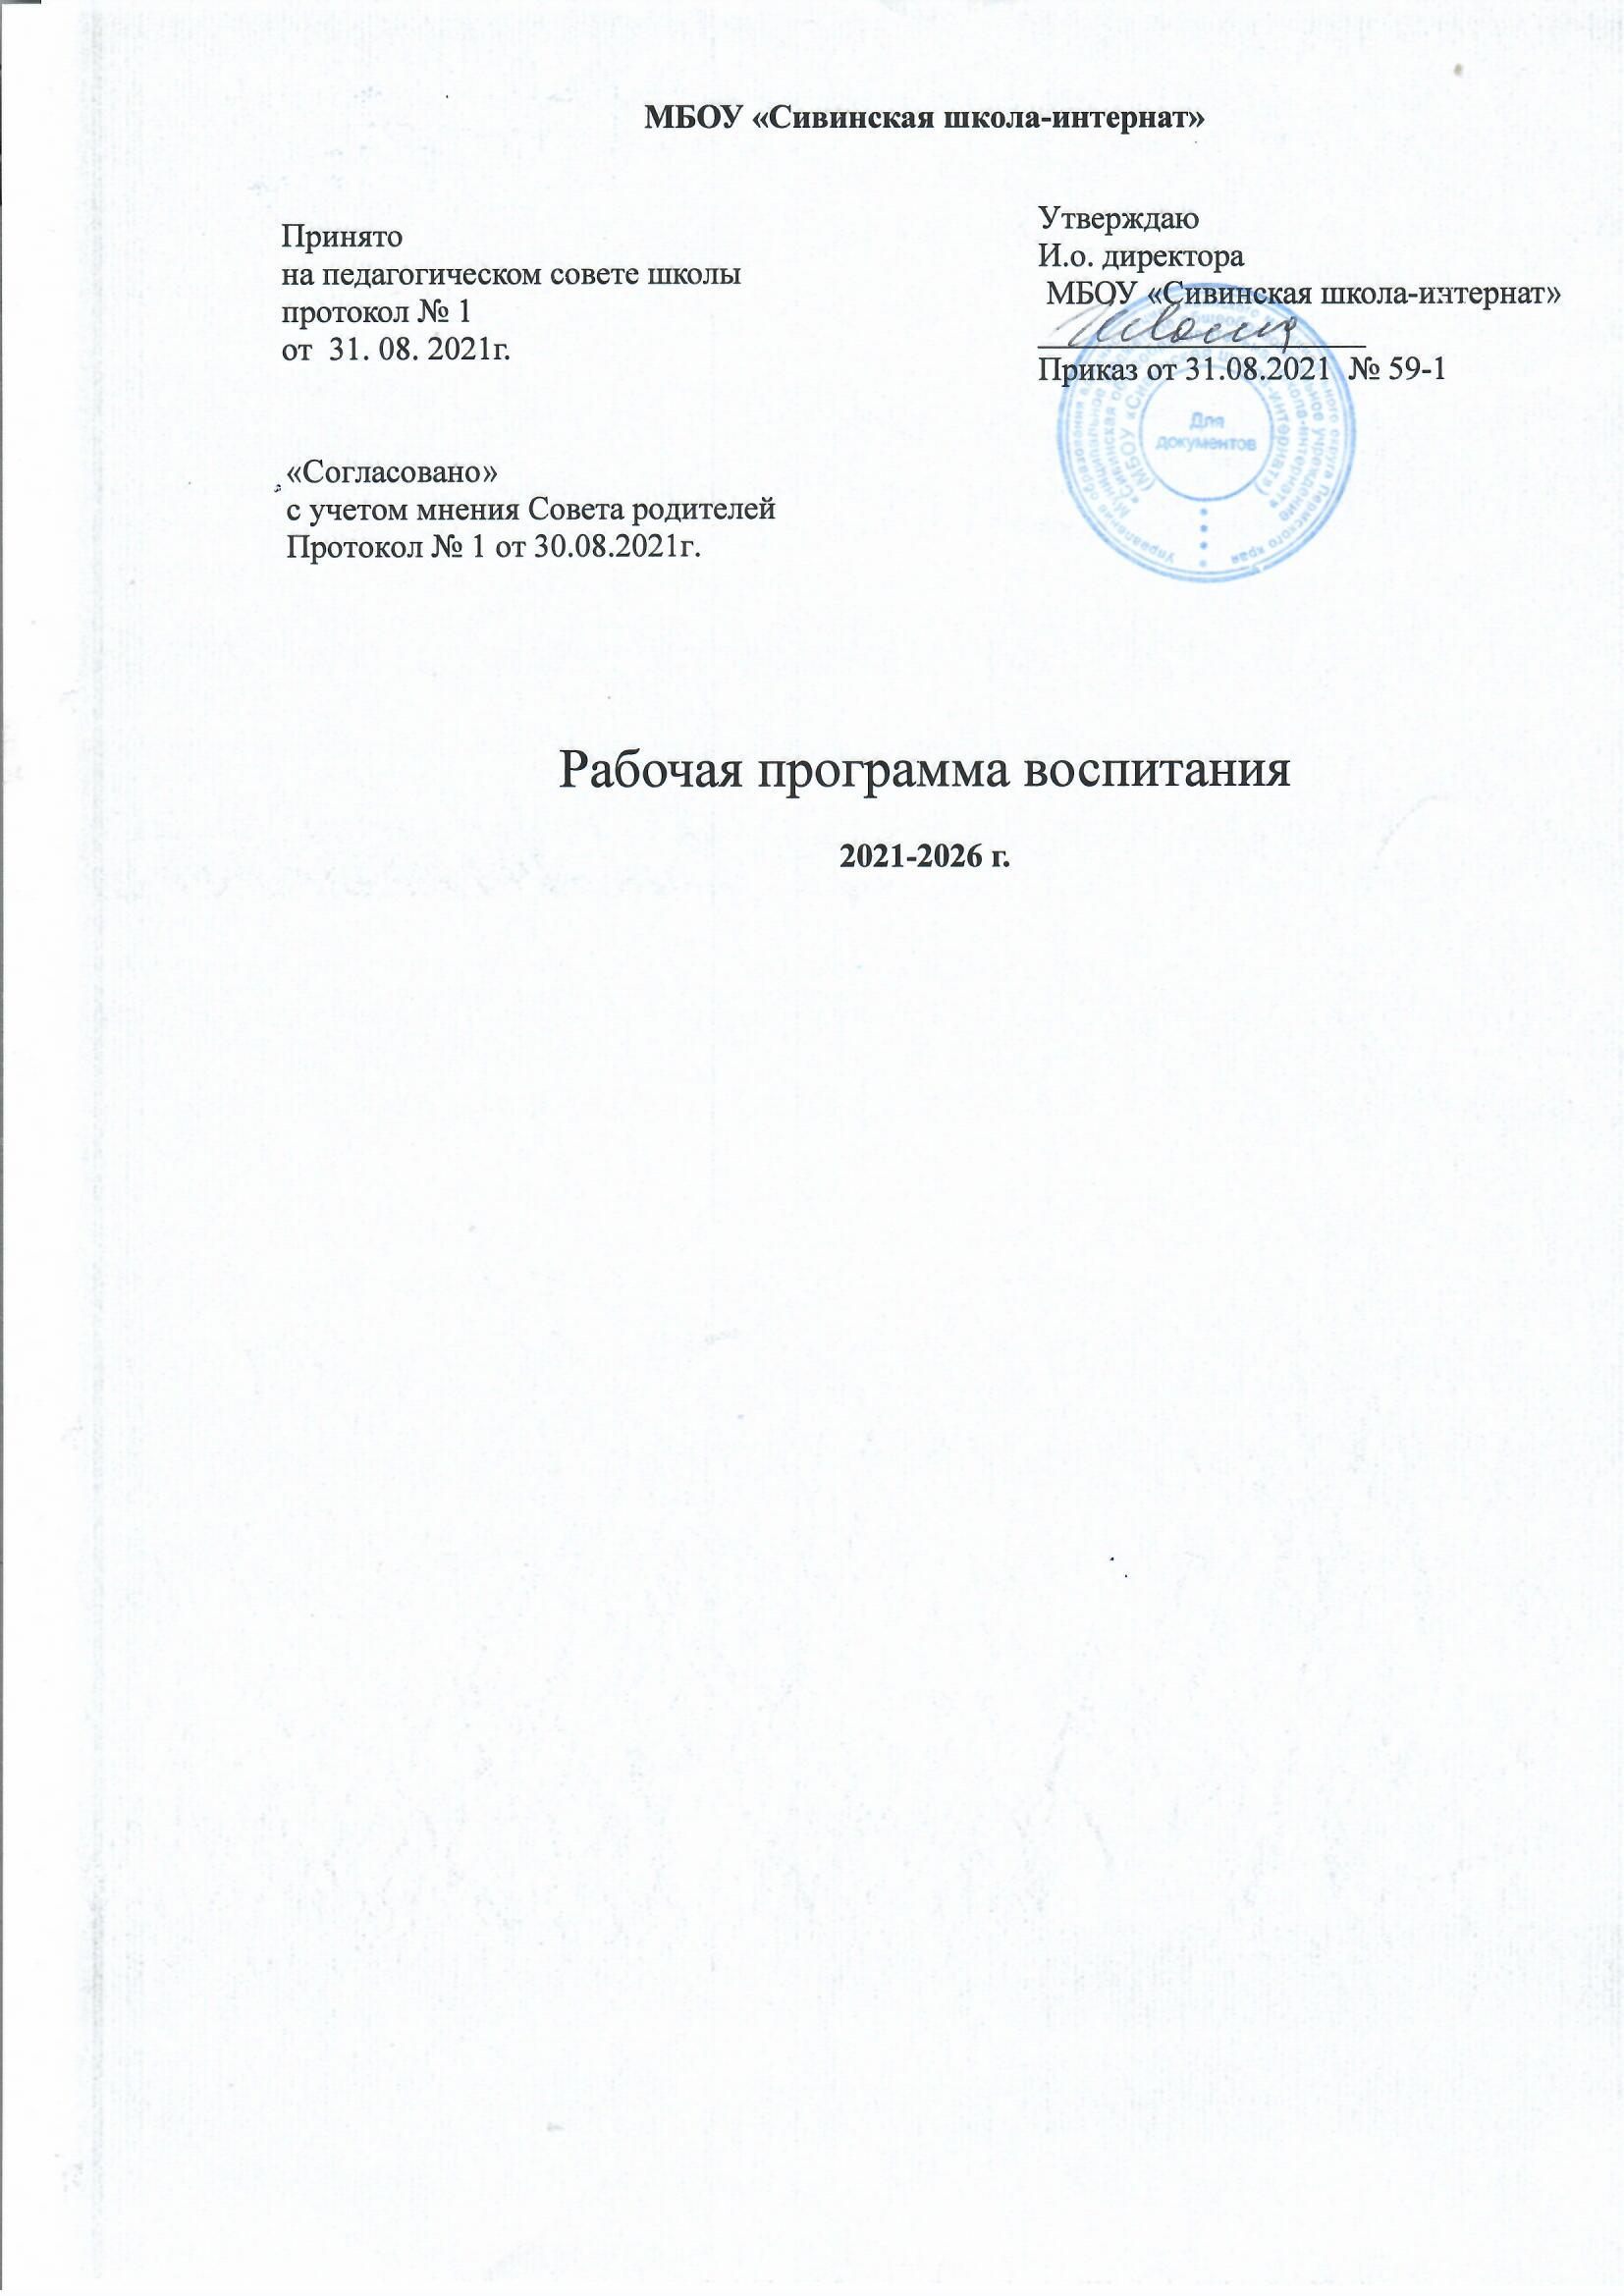 МБОУ «Сивинская школа-интернат»
Принято
на педагогическом совете школы
протокол № 1
от 31. 08. 2021г.
Утверждаю
И.о. директора
МБОУ «Сивинская школа-интернат»
Приказ от 31.08.2021 № 59-1
Для
документов
«Согласовано»
с учетом мнения Совета родителей
Протокол № 1 от 30.08.2021г.
Рабочая программа воспитания
2021-2026 г.